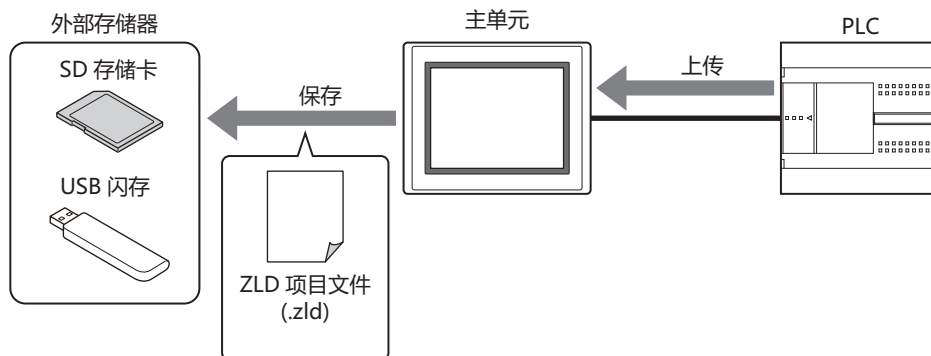 外部存储器
SD 存储卡
USB 闪存
保存
ZLD 项目文件
(.zld)
主单元
上传
PLC